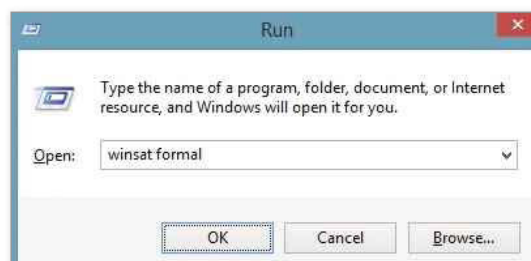 Run
Type the name of a program, folder, document, or Internet
resource, and Windows will open it for you.
Open: winsat formal
OK Cancel Browse...